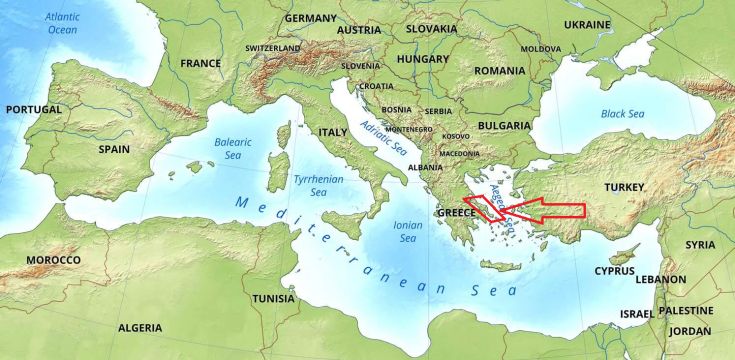 Atlantic
Ocean
GERMANY
SLOVAKIA
UKRAINE
AUSTRIA
SWITZERLAND
MOLDOVA
FRANCE
SLOVENIA
HUNGARY
ROMANIA
CROATIA
PORTUGAL
BOSNIA
SERBIA
Black Sea
ITALY
Adriatic Sea
MONTENEGRO
KOSOVO
BULGARIA
SPAIN
Balearic
Sea
MACEDONIA
ALBANIA
Tyrrhenian
Sea
TURKEY
Aegean Sea
GREECE
Mediterranean Sea
Ionian
Sea
SYRIA
MOROCCO
CYPRUS
LEBANON
TUNISIA
ALGERIA
ISRAEL
PALESTINE
JORDAN